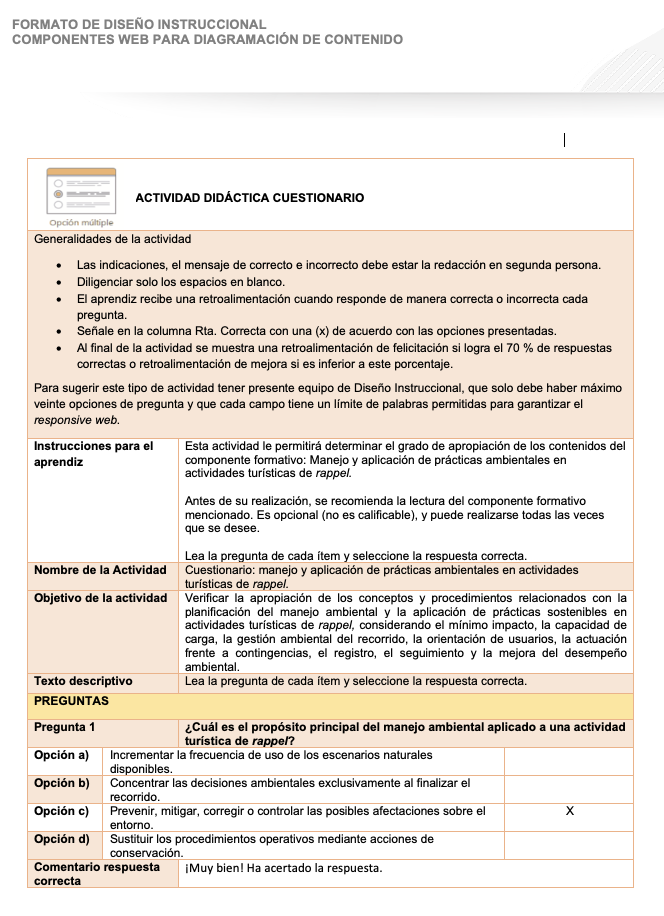 FORMATO DE DISEÑO INSTRUCCIONAL
COMPONENTES WEB PARA DIAGRAMACIÓN DE CONTENIDO
Opción múltiple
ACTIVIDAD DIDÁCTICA CUESTIONARIO
Generalidades de la actividad
• Las indicaciones, el mensaje de correcto e incorrecto debe estar la redacción en segunda persona.
• Diligenciar solo los espacios en blanco.
• El aprendiz recibe una retroalimentación cuando responde de manera correcta o incorrecta cada
pregunta.
• Señale en la columna Rta. Correcta con una (x) de acuerdo con las opciones presentadas.
• Al final de la actividad se muestra una retroalimentación de felicitación si logra el 70 % de respuestas
correctas o retroalimentación de mejora si es inferior a este porcentaje.
Para sugerir este tipo de actividad tener presente equipo de Diseño Instruccional, que solo debe haber máximo
veinte opciones de pregunta y que cada campo tiene un límite de palabras permitidas para garantizar el
responsive web.
Instrucciones para el
aprendiz
Esta actividad le permitirá determinar el grado de apropiación de los contenidos del
componente formativo: Manejo y aplicación de prácticas ambientales en
actividades turísticas de rappel.
Antes de su realización, se recomienda la lectura del componente formativo
mencionado. Es opcional (no es calificable), y puede realizarse todas las veces
que se desee.
Lea la pregunta de cada ítem y seleccione la respuesta correcta.
Nombre de la Actividad
Cuestionario: manejo y aplicación de prácticas ambientales en actividades
turísticas de rappel.
Objetivo de la actividad
Verificar la apropiación de los conceptos y procedimientos relacionados con la
planificación del manejo ambiental y la aplicación de prácticas sostenibles en
actividades turísticas de rappel, considerando el mínimo impacto, la capacidad de
carga, la gestión ambiental del recorrido, la orientación de usuarios, la actuación
frente a contingencias, el registro, el seguimiento y la mejora del desempeño
ambiental.
Texto descriptivo
Lea la pregunta de cada ítem y seleccione la respuesta correcta.
PREGUNTAS
Pregunta 1
¿Cuál es el propósito principal del manejo ambiental aplicado a una actividad
turística de rappel?
Opción a)
Incrementar la frecuencia de uso de los escenarios naturales
disponibles.
Opción b)
Concentrar las decisiones ambientales exclusivamente al finalizar el
recorrido.
Opción c)
Prevenir, mitigar, corregir o controlar las posibles afectaciones sobre el
entorno.
X
Opción d)
Sustituir los procedimientos operativos mediante acciones de
conservación.
Comentario respuesta
correcta
¡Muy bien! Ha acertado la respuesta.